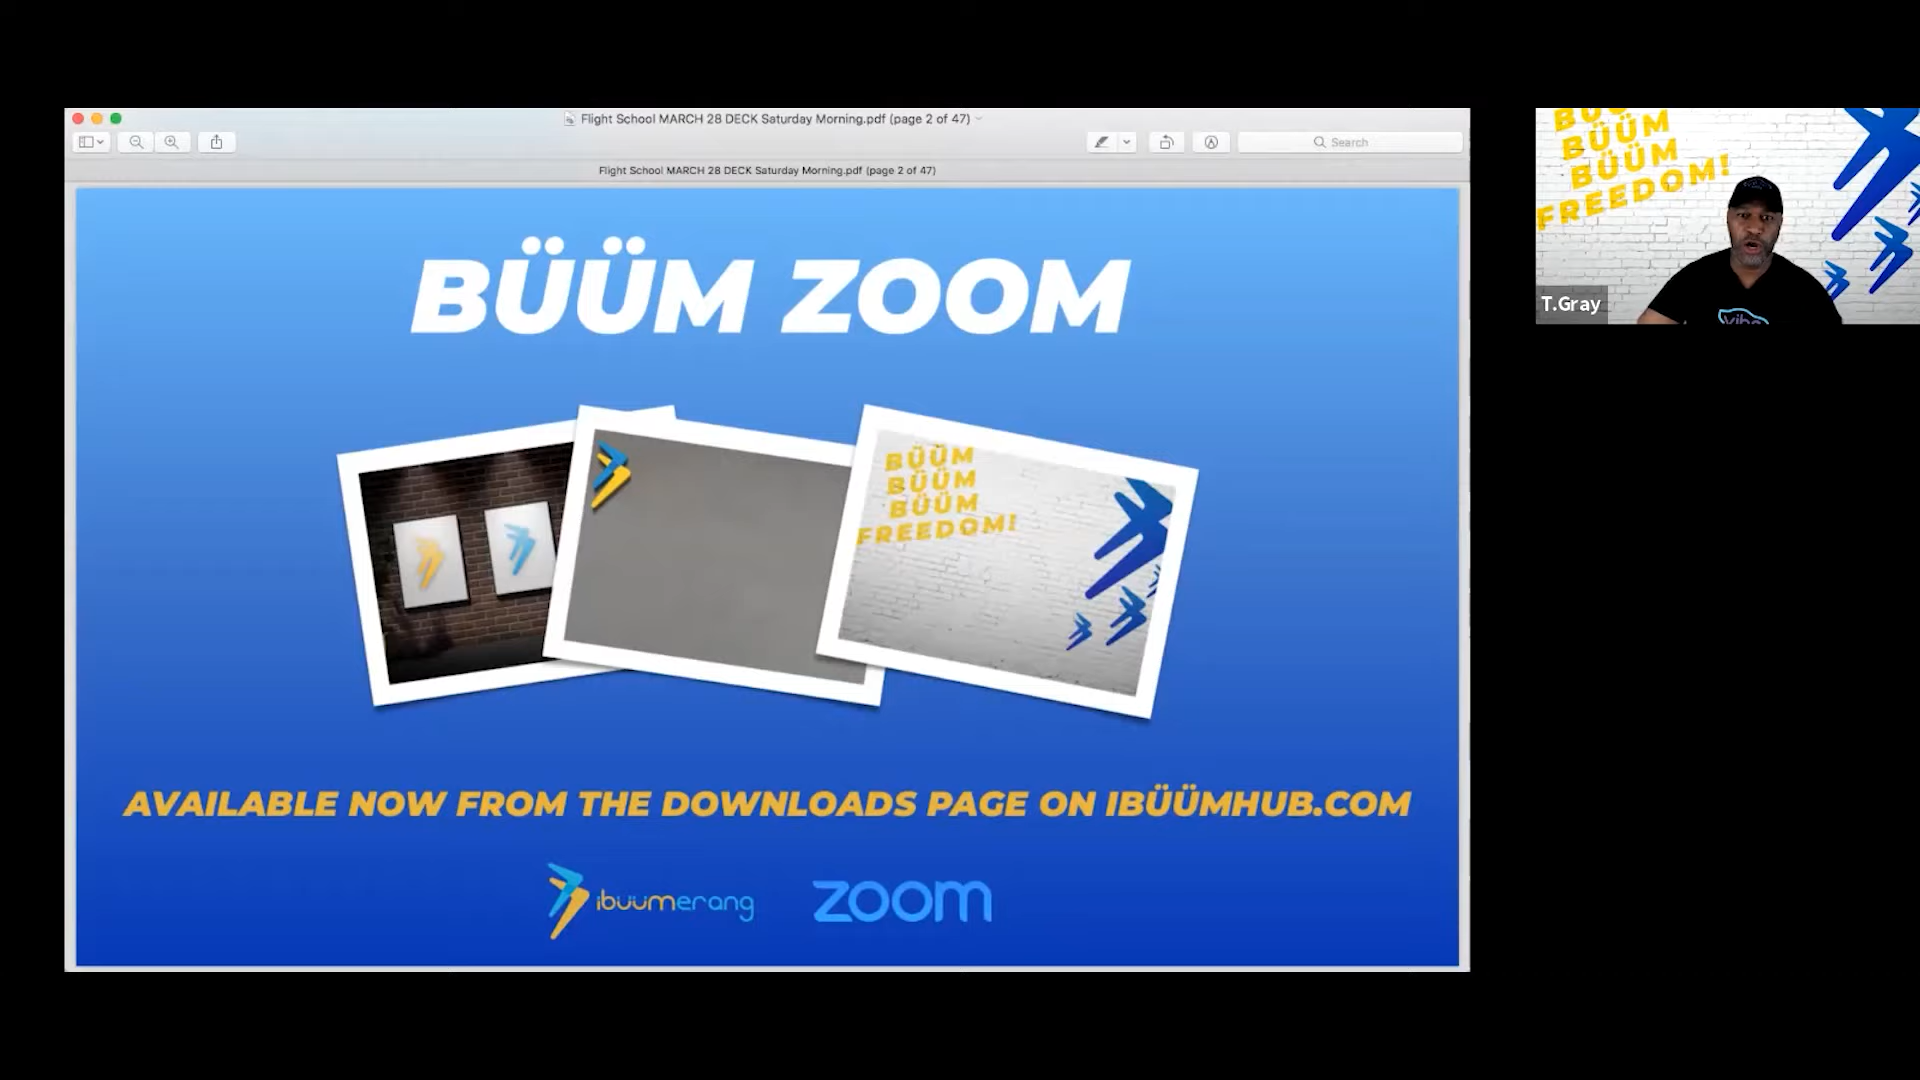 Flight School MARCH 28 DECK Saturday Morning.pdf (page 2 of 47)
Search
Flight School MARCH 28 DECK Saturday Morning.pdf (page 2 of 47)
BÜÜM ZOOM
BÜÜM
BÜÜM
BÜÜM
FREEDOM!
AVAILABLE NOW FROM THE DOWNLOADS PAGE ON IBÜÜMHUB.COM
ibuumerang
zoom
BÜÜM
BÜÜM
FREEDOM!
T.Gray